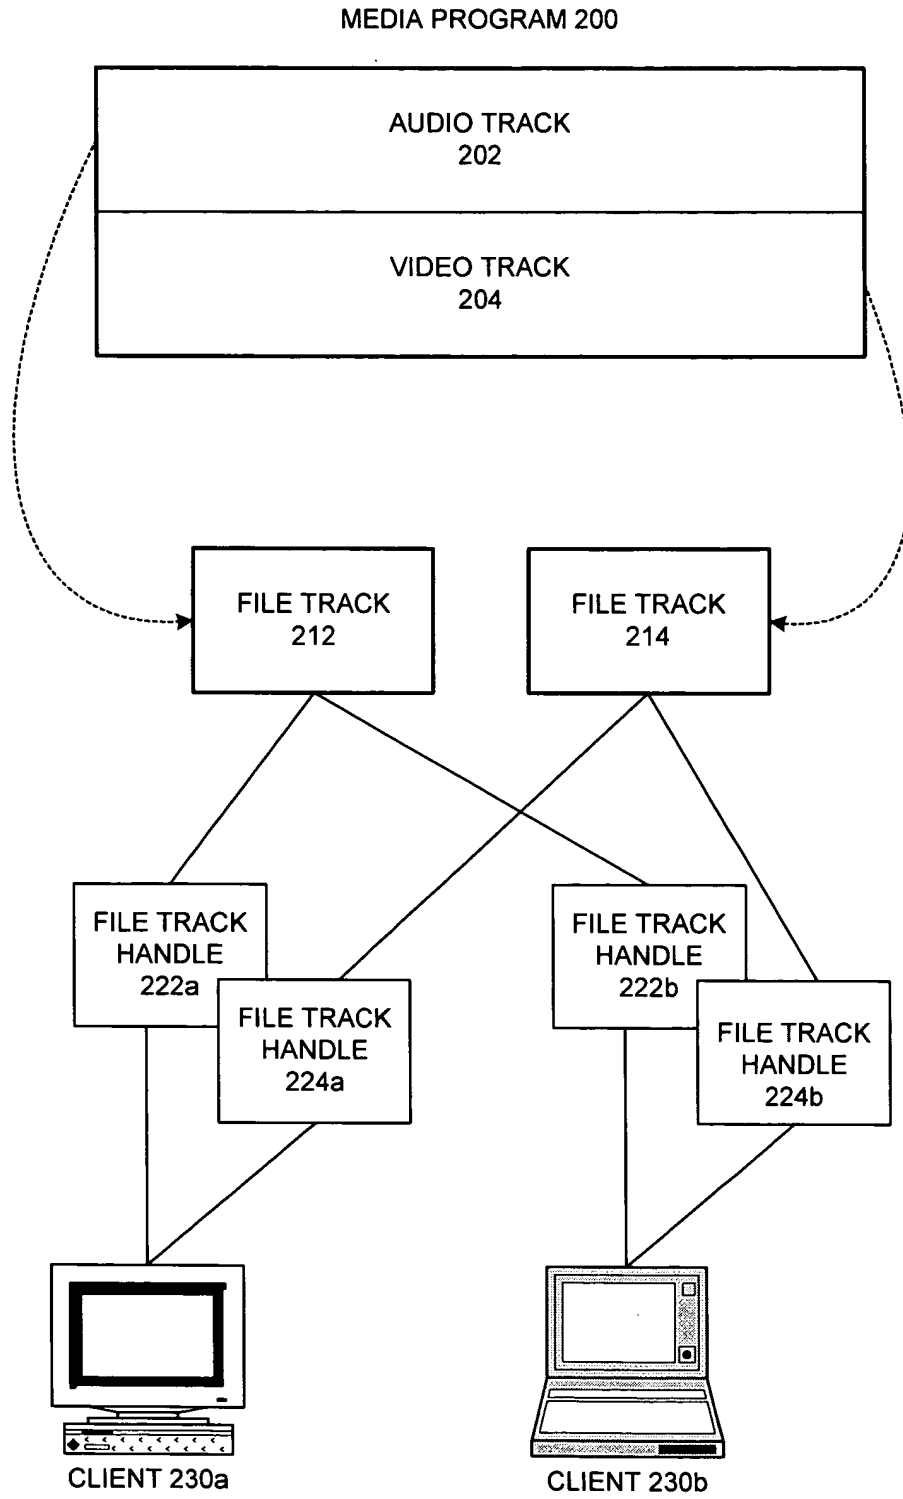 MEDIA PROGRAM 200
AUDIO TRACK
202
VIDEO TRACK
204
FILE TRACK
212
FILE TRACK
214
FILE TRACK
HANDLE
222a
FILE TRACK
HANDLE
224a
FILE TRACK
HANDLE
222b
FILE TRACK
HANDLE
224b
CLIENT 230a
CLIENT 230b